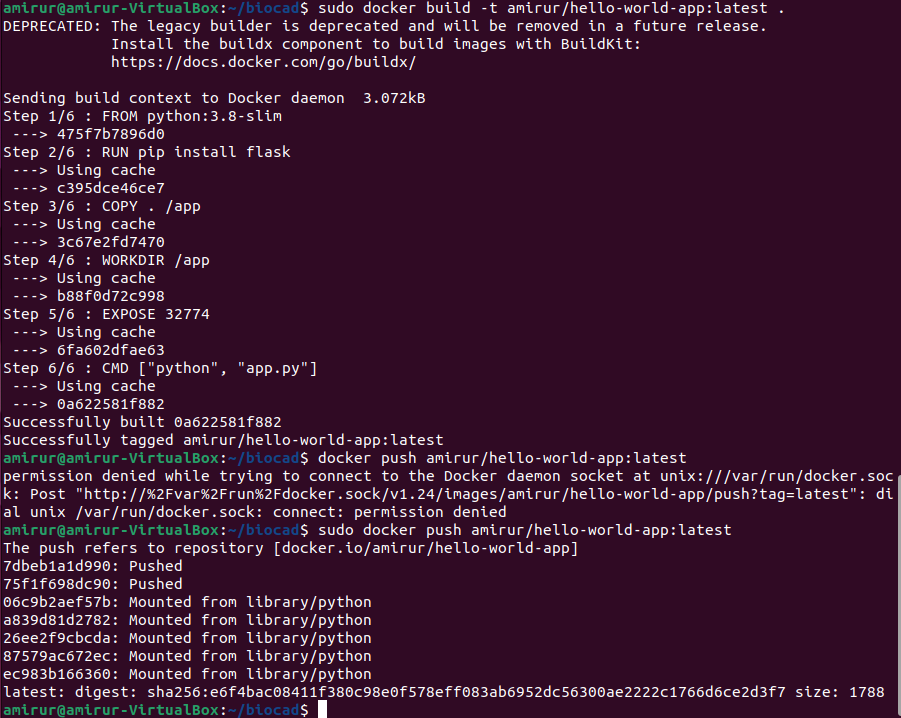 amirur@amirur-VirtualBox:~/biocad$ sudo docker build -t amirur/hello-world-app:latest .
DEPRECATED: The legacy builder is deprecated and will be removed in a future release.
            Install the buildx component to build images with BuildKit:
            https://docs.docker.com/go/buildx/

Sending build context to Docker daemon  3.072kB
Step 1/6 : FROM python:3.8-slim
 ---> 475f7b7896d0
Step 2/6 : RUN pip install flask
 ---> Using cache
 ---> c395dce46ce7
Step 3/6 : COPY . /app
 ---> Using cache
 ---> 3c67e2fd7470
Step 4/6 : WORKDIR /app
 ---> Using cache
 ---> b88f0d72c998
Step 5/6 : EXPOSE 32774
 ---> Using cache
 ---> 6fa602dfae63
Step 6/6 : CMD ["python", "app.py"]
 ---> Using cache
 ---> 0a622581f882
Successfully built 0a622581f882
Successfully tagged amirur/hello-world-app:latest
amirur@amirur-VirtualBox:~/biocad$ docker push amirur/hello-world-app:latest
permission denied while trying to connect to the Docker daemon socket at unix:///var/run/docker.soc
k: Post "http://%2Fvar%2Frun%2Fdocker.sock/v1.24/images/amirur/hello-world-app/push?tag=latest": di
al unix /var/run/docker.sock: connect: permission denied
amirur@amirur-VirtualBox:~/biocad$ sudo docker push amirur/hello-world-app:latest
The push refers to repository [docker.io/amirur/hello-world-app]
7dbeb1a1d990: Pushed
75f1f698dc90: Pushed
06c9b2aef57b: Mounted from library/python
a839d81d2782: Mounted from library/python
26ee2f9cbcda: Mounted from library/python
87579ac672ec: Mounted from library/python
ec983b166360: Mounted from library/python
latest: digest: sha256:e6f4bac08411f380c98e0f578eff083ab6952dc56300ae2222c1766d6ce2d3f7 size: 1788
amirur@amirur-VirtualBox:~/biocad$